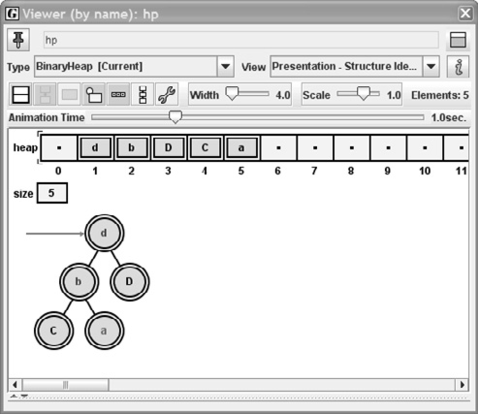 Viewer (by name): hp
hp
Type BinaryHeap [Current] View Presentation - Structure Ide...
Width 4.0 Scale 1.0 Elements: 5
Animation Time 1.0sec.
heap - d b D C a - - - - - -
0 1 2 3 4 5 6 7 8 9 10 11
size 5
d
b D
C a